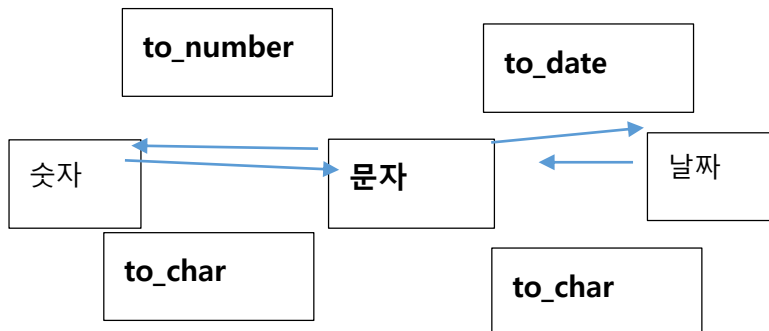 to_number
to_date
숫자
문자
날짜
to_char
to_char